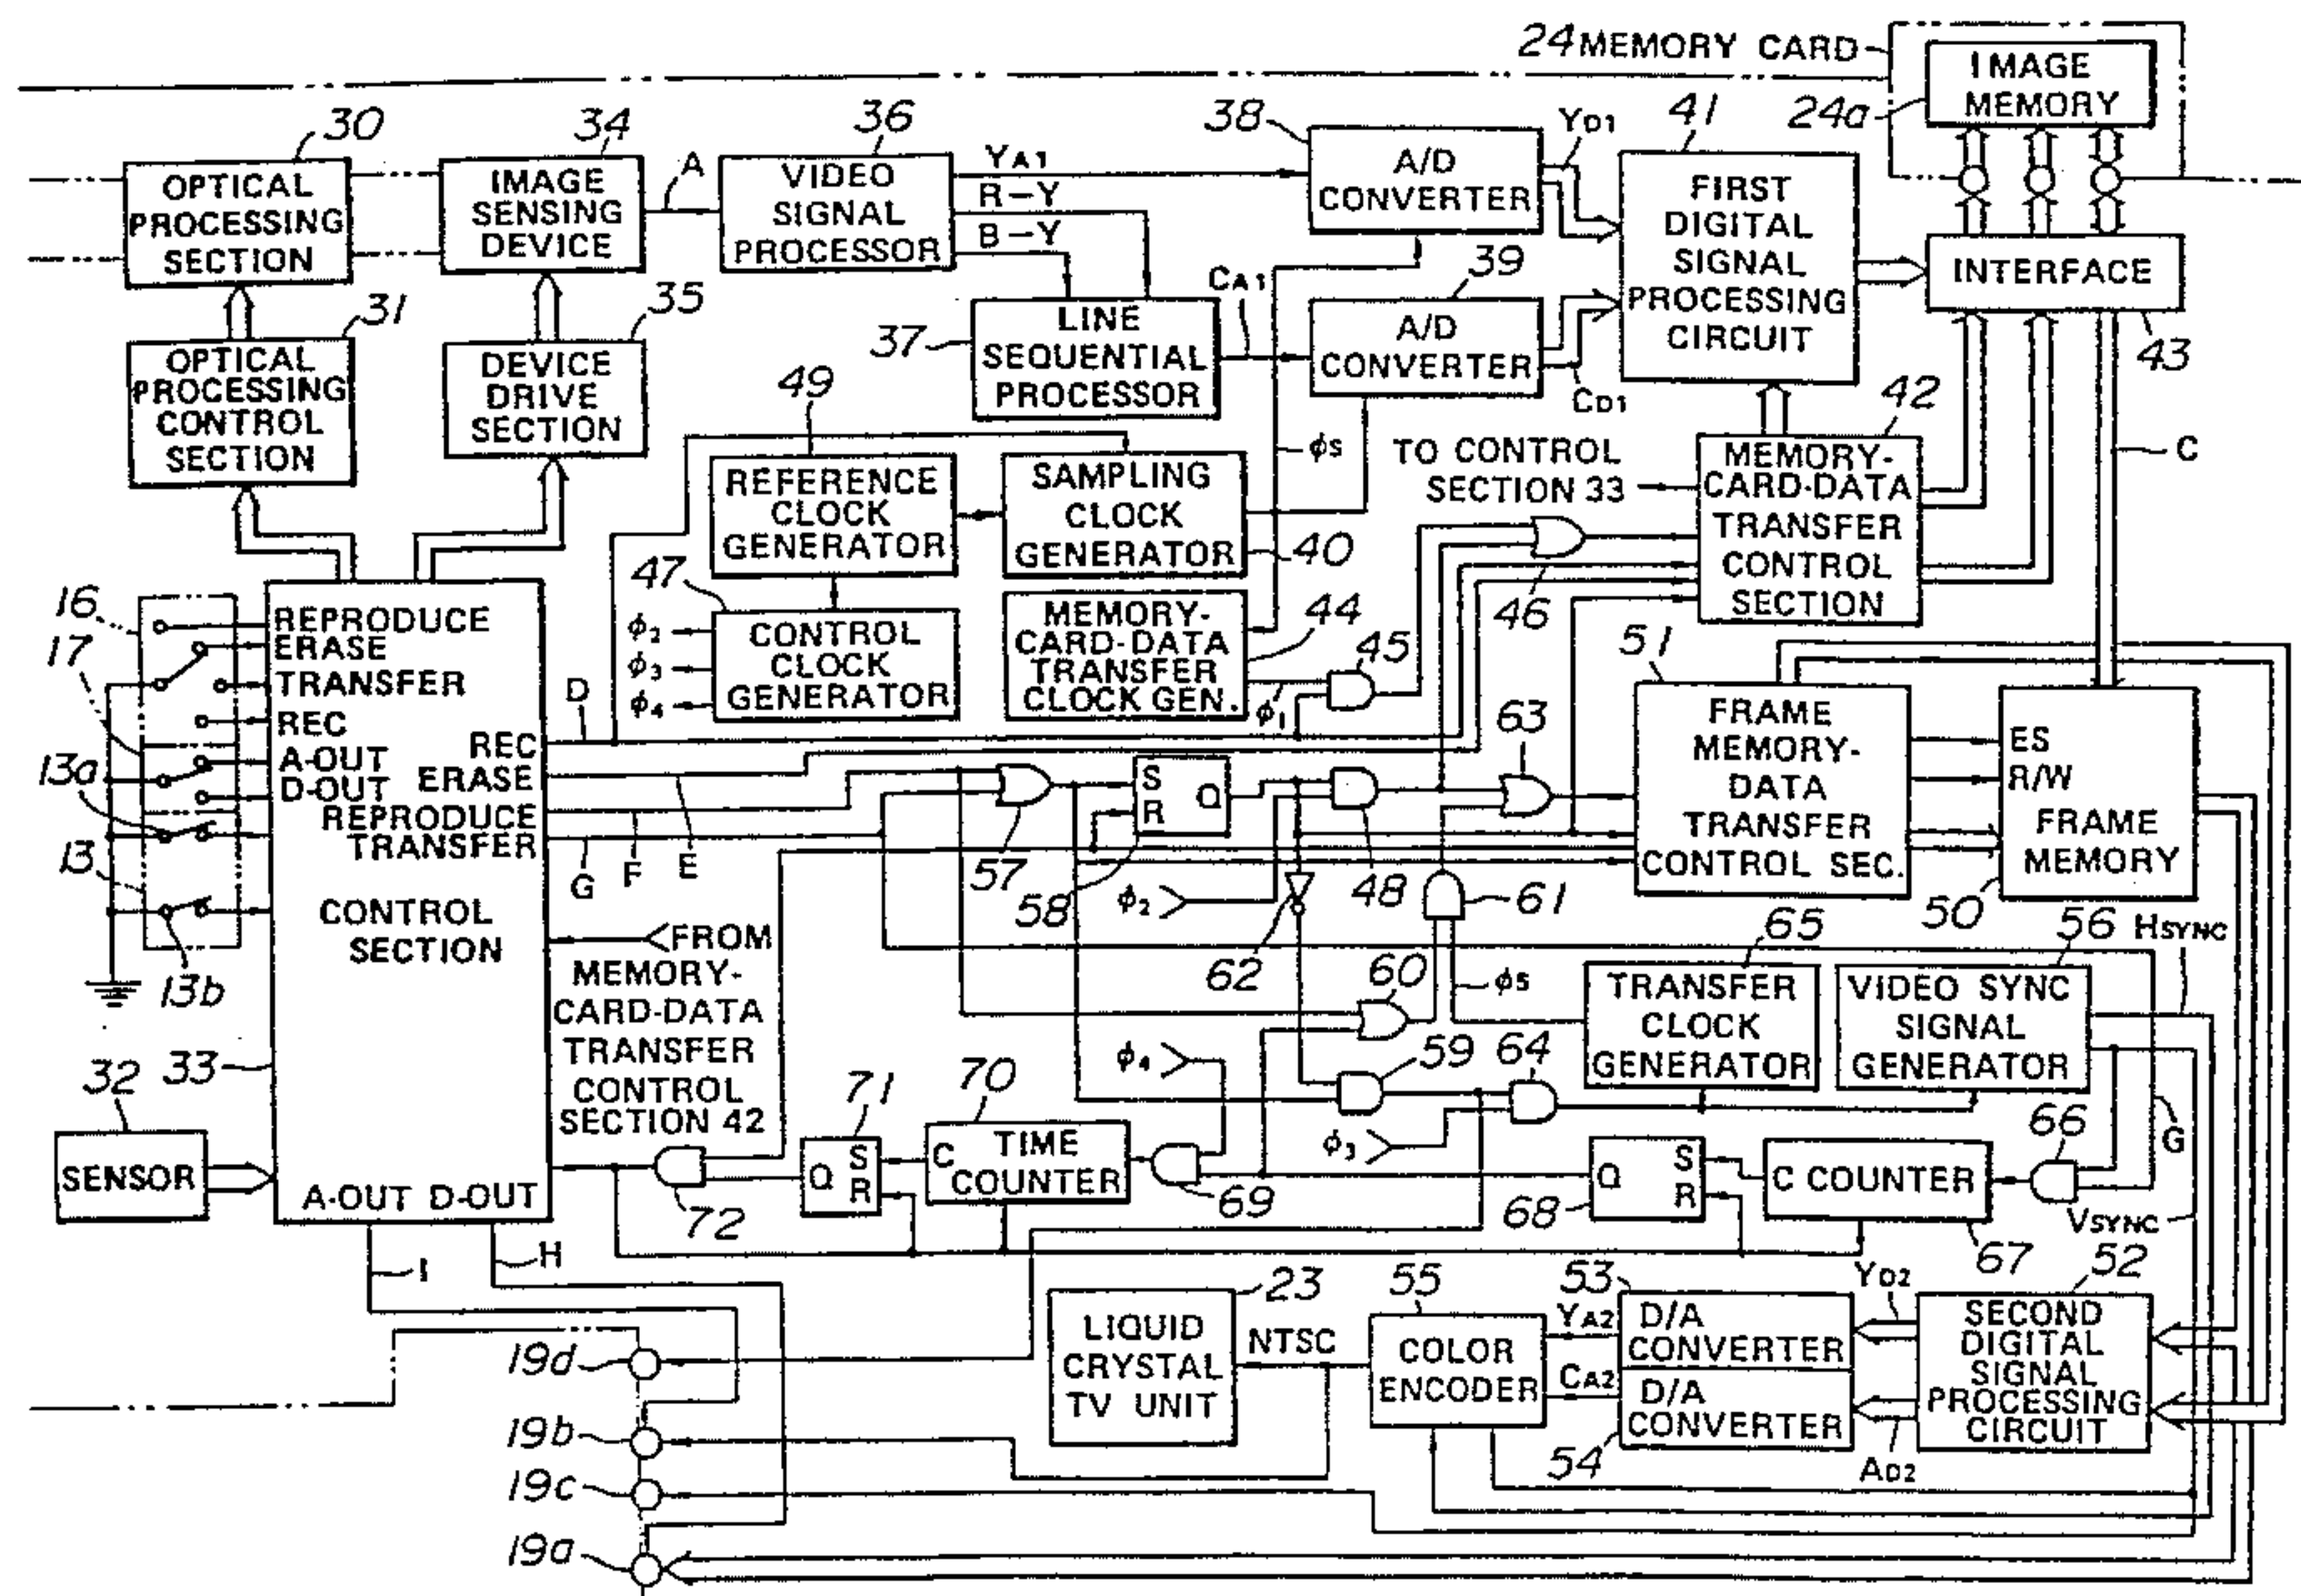 24 MEMORY CARD
IMAGE
MEMORY
24a
30
34
36
38
YD1
41
OPTICAL
PROCESSING
SECTION
IMAGE
SENSING
DEVICE
A
VIDEO
SIGNAL
PROCESSOR
YA1
R-Y
B-Y
A/D
CONVERTER
FIRST
DIGITAL
SIGNAL
PROCESSING
CIRCUIT
INTERFACE
43
31
35
37
LINE
SEQUENTIAL
PROCESSOR
CA1
39
A/D
CONVERTER
CD1
OPTICAL
PROCESSING
CONTROL
SECTION
DEVICE
DRIVE
SECTION
49
REFERENCE
CLOCK
GENERATOR
SAMPLING
CLOCK
GENERATOR
40
φS
TO CONTROL
SECTION 33
42
MEMORY-
CARD-DATA
TRANSFER
CONTROL
SECTION
C
47
φ2
φ3
φ4
CONTROL
CLOCK
GENERATOR
MEMORY-
CARD-DATA
TRANSFER
CLOCK GEN.
44
φ1
45
46
16
17
13a
13
13b
REPRODUCE
ERASE
TRANSFER
REC
A-OUT
D-OUT
REC
ERASE
REPRODUCE
TRANSFER
CONTROL
SECTION
D
G
F
E
57
S
R
Q
58
φ2
62
48
63
61
51
FRAME
MEMORY-
DATA
TRANSFER
CONTROL SEC.
ES
R/W
FRAME
MEMORY
50
HSYNC
FROM
MEMORY-
CARD-DATA
TRANSFER
CONTROL
SECTION 42
60
φ5
65
TRANSFER
CLOCK
GENERATOR
56
VIDEO SYNC
SIGNAL
GENERATOR
33
32
SENSOR
φ4
59
64
φ3
71
S
R
Q
72
70
C TIME
COUNTER
69
68
S
R
Q
C COUNTER
67
66
G
VSYNC
A-OUT D-OUT
I
H
23
LIQUID
CRYSTAL
TV UNIT
NTSC
55
COLOR
ENCODER
YA2
CA2
53
D/A
CONVERTER
D/A
CONVERTER
54
YD2
AD2
52
SECOND
DIGITAL
SIGNAL
PROCESSING
CIRCUIT
19d
19b
19c
19a